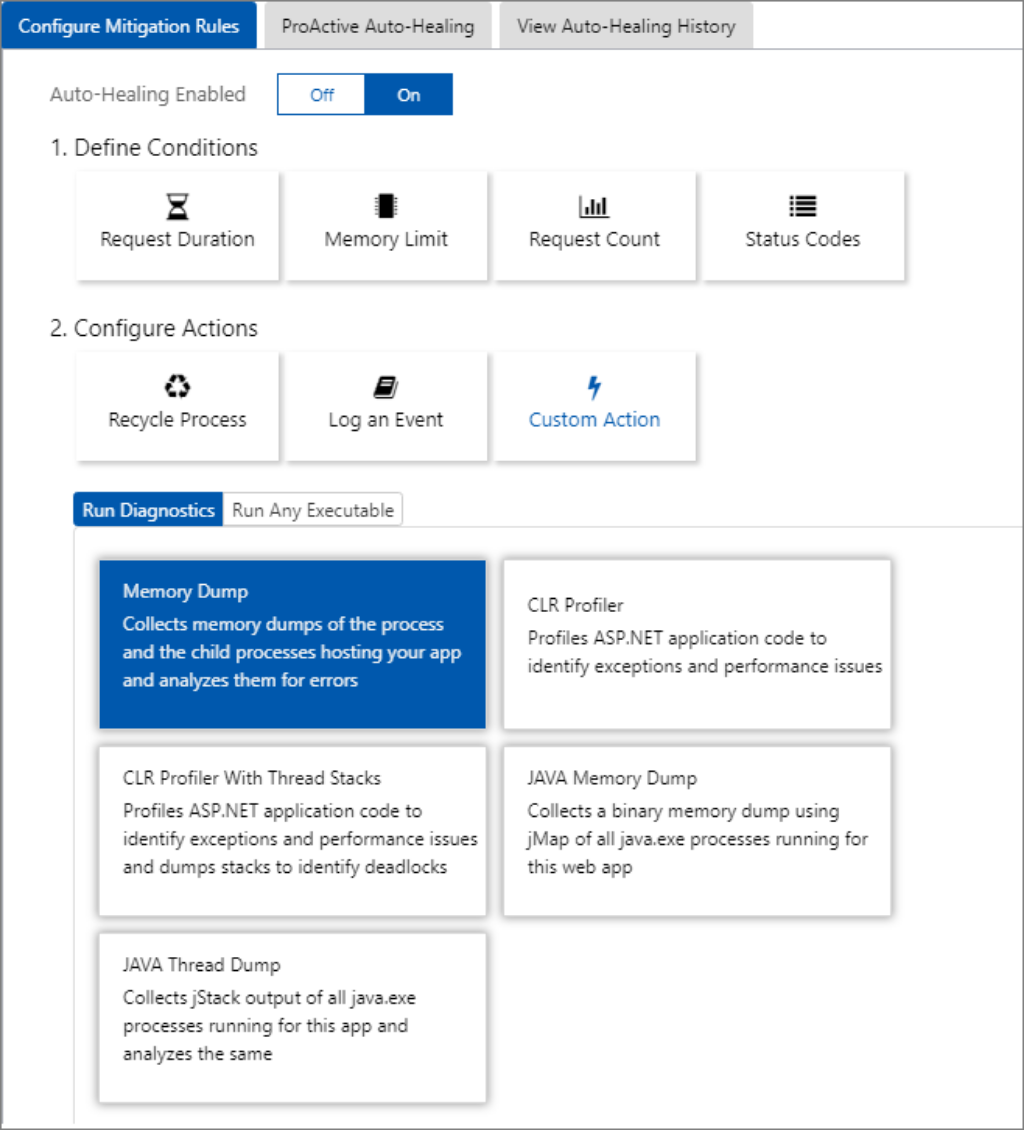 Configure Mitigation Rules
ProActive Auto-Healing
View Auto-Healing History
Auto-Healing Enabled
Off
On
1. Define Conditions
Request Duration
Memory Limit
Request Count
Status Codes
2. Configure Actions
Recycle Process
Log an Event
Custom Action
Run Diagnostics
Run Any Executable
Memory Dump
Collects memory dumps of the process
and the child processes hosting your app
and analyzes them for errors
CLR Profiler
Profiles ASP.NET application code to
identify exceptions and performance issues
CLR Profiler With Thread Stacks
Profiles ASP.NET application code to
identify exceptions and performance issues
and dumps stacks to identify deadlocks
JAVA Memory Dump
Collects a binary memory dump using
jMap of all java.exe processes running for
this web app
JAVA Thread Dump
Collects jStack output of all java.exe
processes running for this app and
analyzes the same